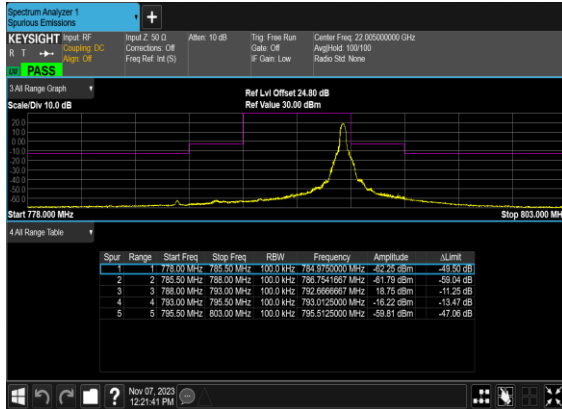 Spectrum Analyzer 1
Spurious Emissions
KEYSIGHT
R T
LXI PASS
Input: RF
Coupling: DC
Align: Off
Input Z: 50 Ω
Corrections: Off
Freq Ref: Int (S)
Atten: 10 dB
Trig: Free Run
Gate: Off
IF Gain: Low
Center Freq: 22.005000000 GHz
Avg|Hold: 100/100
Radio Std: None
3 All Range Graph
Scale/Div 10.0 dB
Ref Lvl Offset 24.80 dB
Ref Value 30.00 dBm
20.0
10.0
0.00
-10.0
-20.0
-30.0
-40.0
-50.0
-60.0
Start 778.000 MHz
Stop 803.000 MH
4 All Range Table
Spur Range Start Freq Stop Freq RBW Frequency Amplitude ΔLimit
1 1 778.00 MHz 785.50 MHz 100.0 kHz 784.9750000 MHz -62.25 dBm -49.50 dB
2 2 785.50 MHz 788.00 MHz 100.0 kHz 786.7541667 MHz -61.79 dBm -59.04 dB
3 3 788.00 MHz 793.00 MHz 100.0 kHz 792.6666667 MHz 18.75 dBm -11.25 dB
4 4 793.00 MHz 795.50 MHz 100.0 kHz 793.0125000 MHz -16.22 dBm -13.47 dB
5 5 795.50 MHz 803.00 MHz 100.0 kHz 795.5125000 MHz -59.81 dBm -47.06 dB
?
Nov 07, 2023
12:21:41 PM